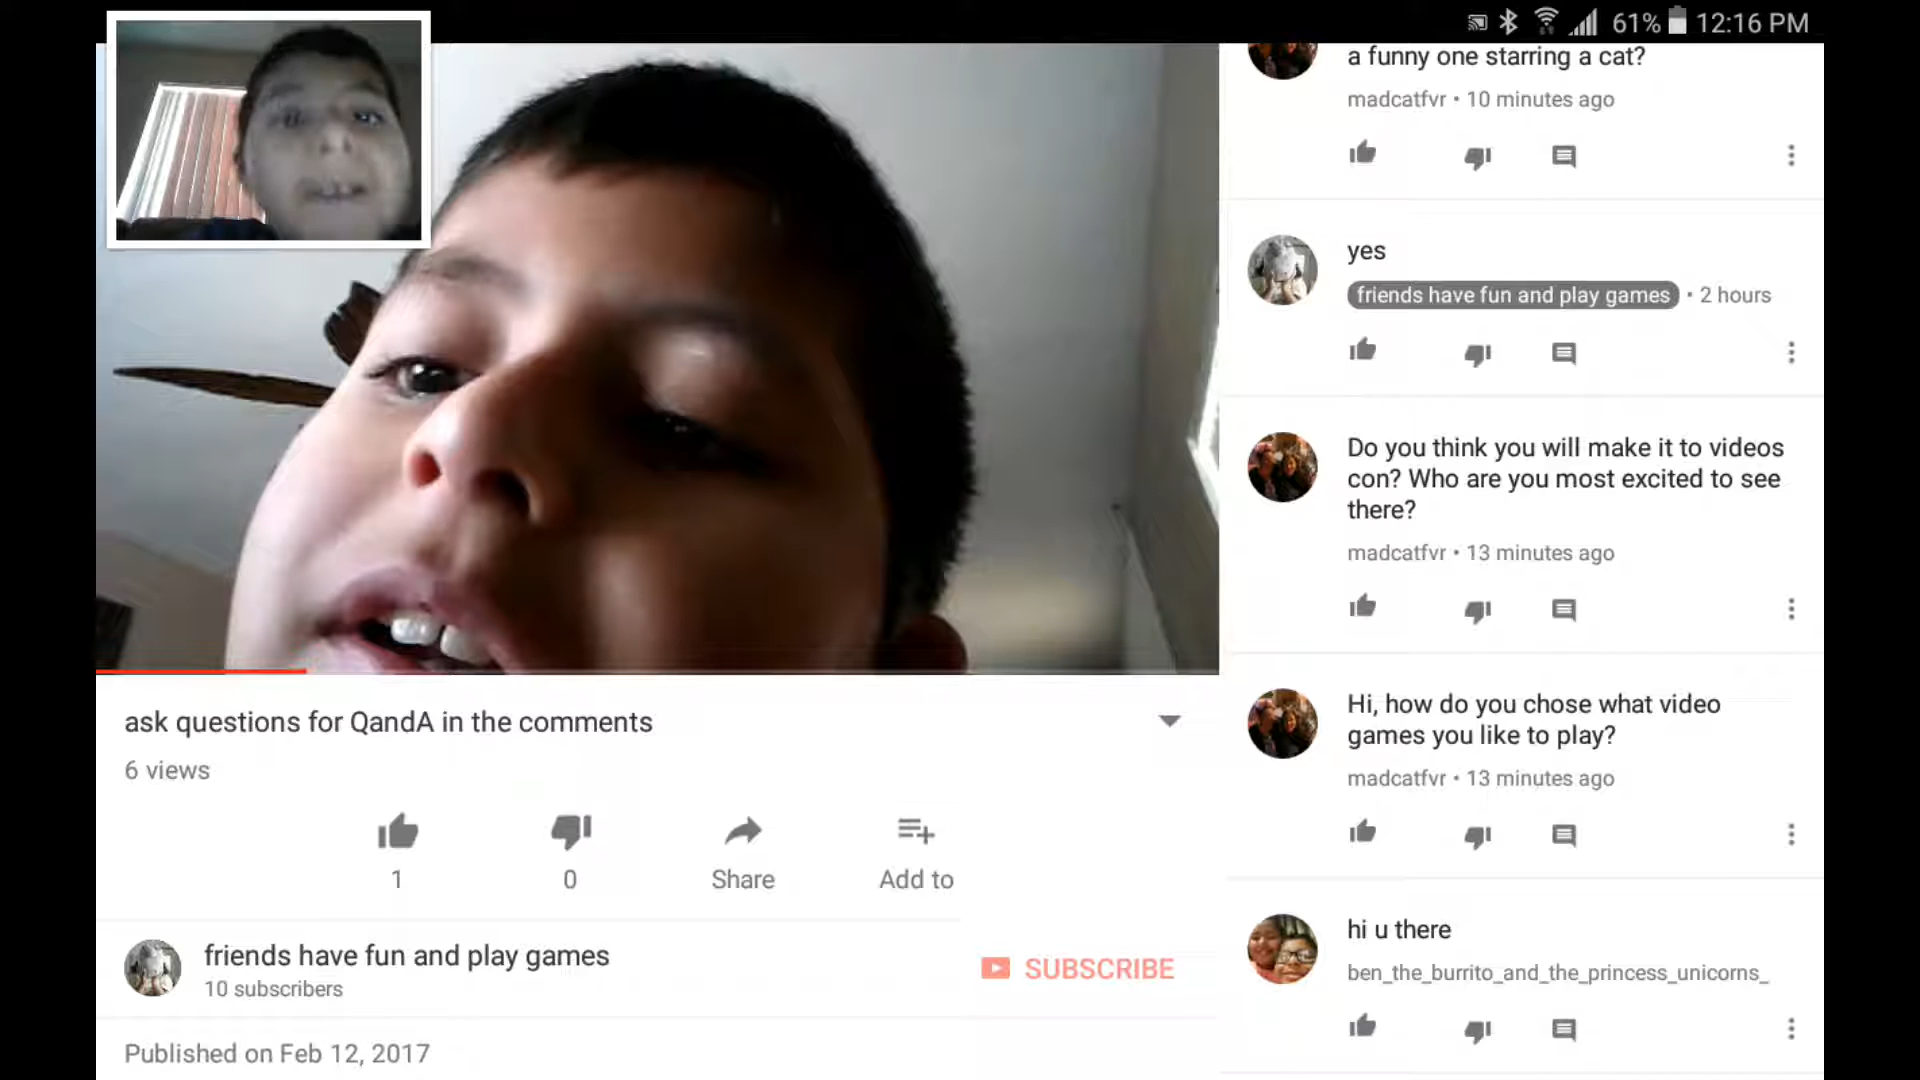 61% 12:16 PM
a funny one starring a cat?
madcatfvr • 10 minutes ago
yes
friends have fun and play games • 2 hours
Do you think you will make it to videos
con? Who are you most excited to see
there?
madcatfvr • 13 minutes ago
Hi, how do you chose what video
games you like to play?
madcatfvr • 13 minutes ago
hi u there
ben_the_burrito_and_the_princess_unicorns_
ask questions for QandA in the comments
6 views
1
0
Share
Add to
friends have fun and play games
10 subscribers
SUBSCRIBE
Published on Feb 12, 2017